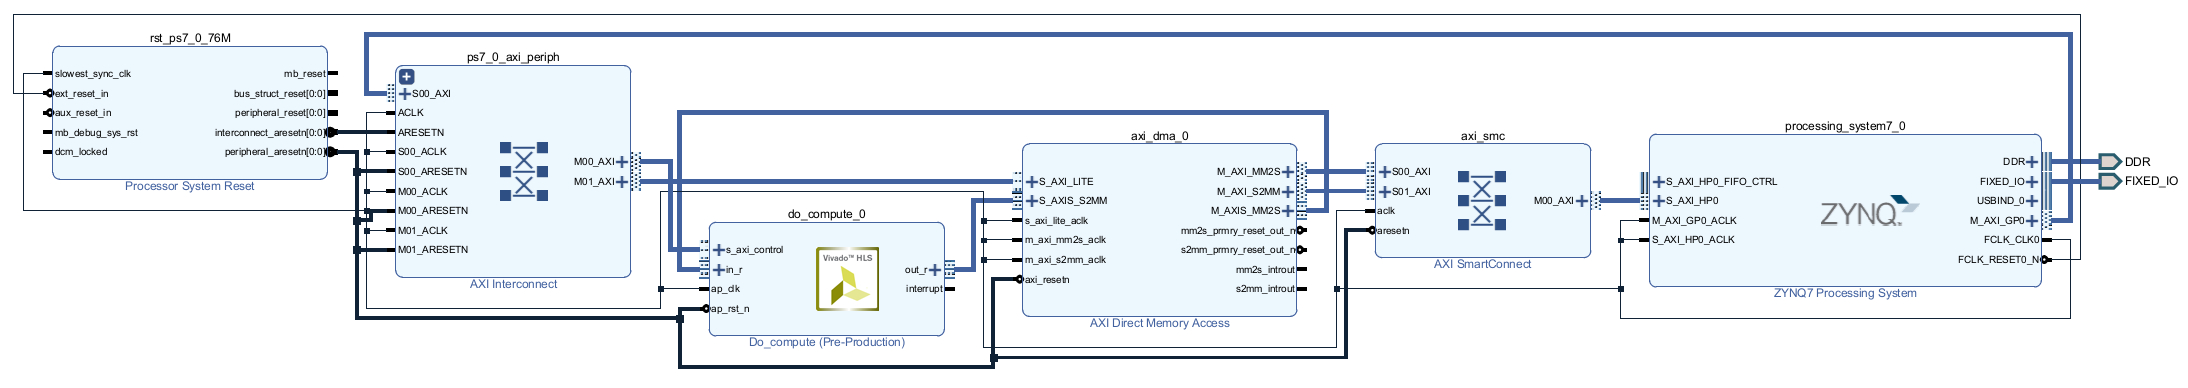 rst_ps7_0_76M
slowest_sync_clk
ext_reset_in
aux_reset_in
mb_debug_sys_rst
dcm_locked
mb_reset
bus_struct_reset[0:0]
peripheral_reset[0:0]
interconnect_aresetn[0:0]
peripheral_aresetn[0:0]
Processor System Reset
ps7_0_axi_periph
S00_AXI
ACLK
ARESETN
S00_ACLK
S00_ARESETN
M00_ACLK
M00_ARESETN
M01_ACLK
M01_ARESETN
M00_AXI
M01_AXI
AXI Interconnect
do_compute_0
s_axi_control
in_r
ap_clk
ap_rst_n
Vivado™ HLS
out_r
interrupt
Do_compute (Pre-Production)
axi_dma_0
S_AXI_LITE
S_AXIS_S2MM
s_axi_lite_aclk
m_axi_mm2s_aclk
m_axi_s2mm_aclk
axi_resetn
M_AXI_MM2S
M_AXI_S2MM
M_AXIS_MM2S
mm2s_prmry_reset_out_n
s2mm_prmry_reset_out_n
mm2s_introut
s2mm_introut
AXI Direct Memory Access
axi_smc
S00_AXI
S01_AXI
aclk
aresetn
M00_AXI
AXI SmartConnect
processing_system7_0
S_AXI_HP0_FIFO_CTRL
S_AXI_HP0
M_AXI_GP0_ACLK
S_AXI_HP0_ACLK
ZYNQ
DDR
FIXED_IO
USBIND_0
M_AXI_GP0
FCLK_CLK0
FCLK_RESET0_N
ZYNQ7 Processing System
DDR
FIXED_IO